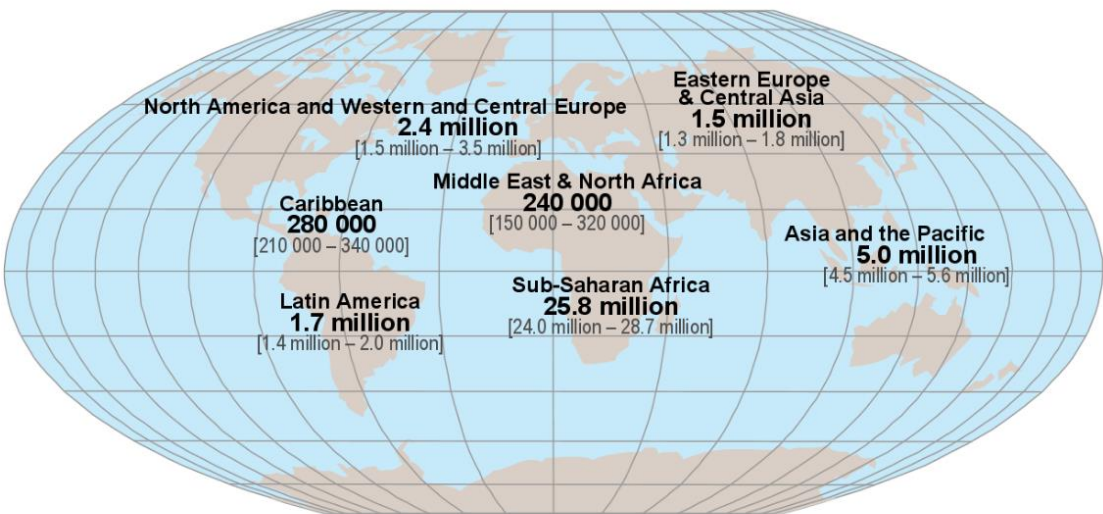 Eastern Europe
& Central Asia
1.5 million
[1.3 million – 1.8 million]
North America and Western and Central Europe
2.4 million
[1.5 million – 3.5 million]
Middle East & North Africa
240 000
[150 000 – 320 000]
Caribbean
280 000
[210 000 – 340 000]
Asia and the Pacific
5.0 million
[4.5 million – 5.6 million]
Sub-Saharan Africa
25.8 million
[24.0 million – 28.7 million]
Latin America
1.7 million
[1.4 million – 2.0 million]